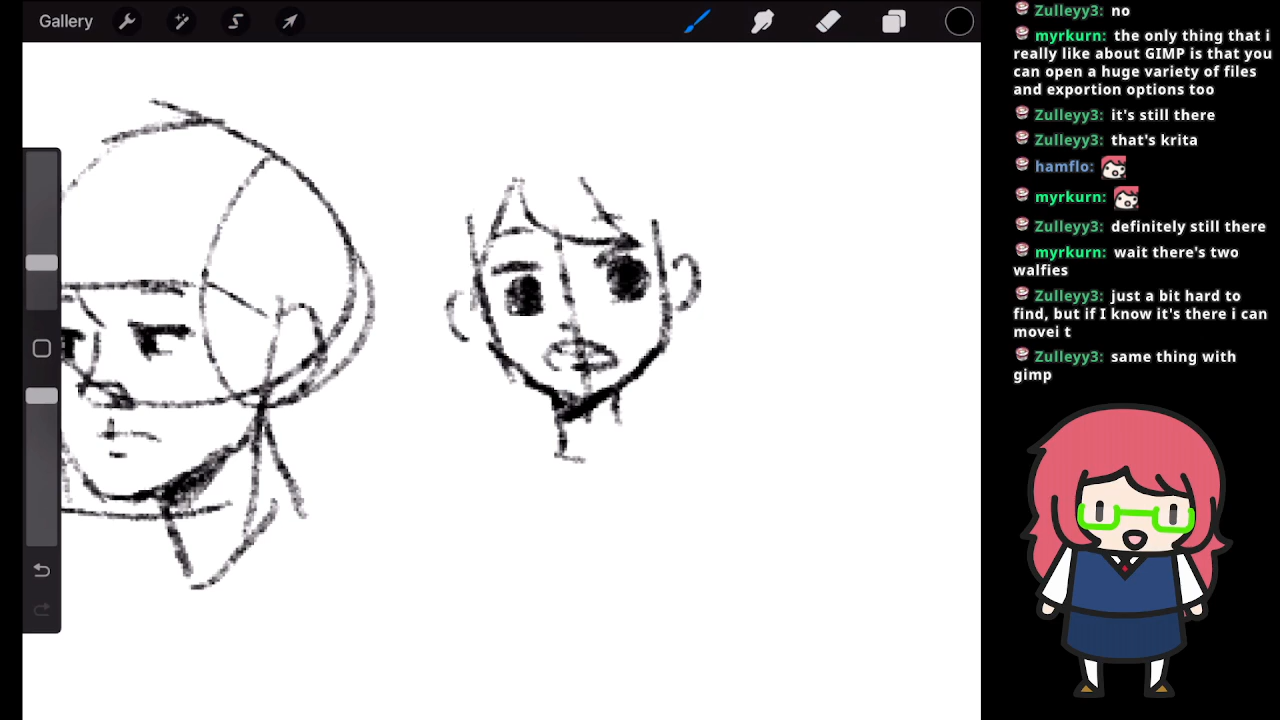 Gallery
Zulleyy3: no
myrkurn: the only thing that i
really like about GIMP is that you
can open a huge variety of files
and exportion options too
Zulleyy3: it's still there
Zulleyy3: that's krita
hamflo:
myrkurn:
Zulleyy3: definitely still there
myrkurn: wait there's two
walfies
Zulleyy3: just a bit hard to
find, but if I know it's there i can
movei t
Zulleyy3: same thing with
gimp